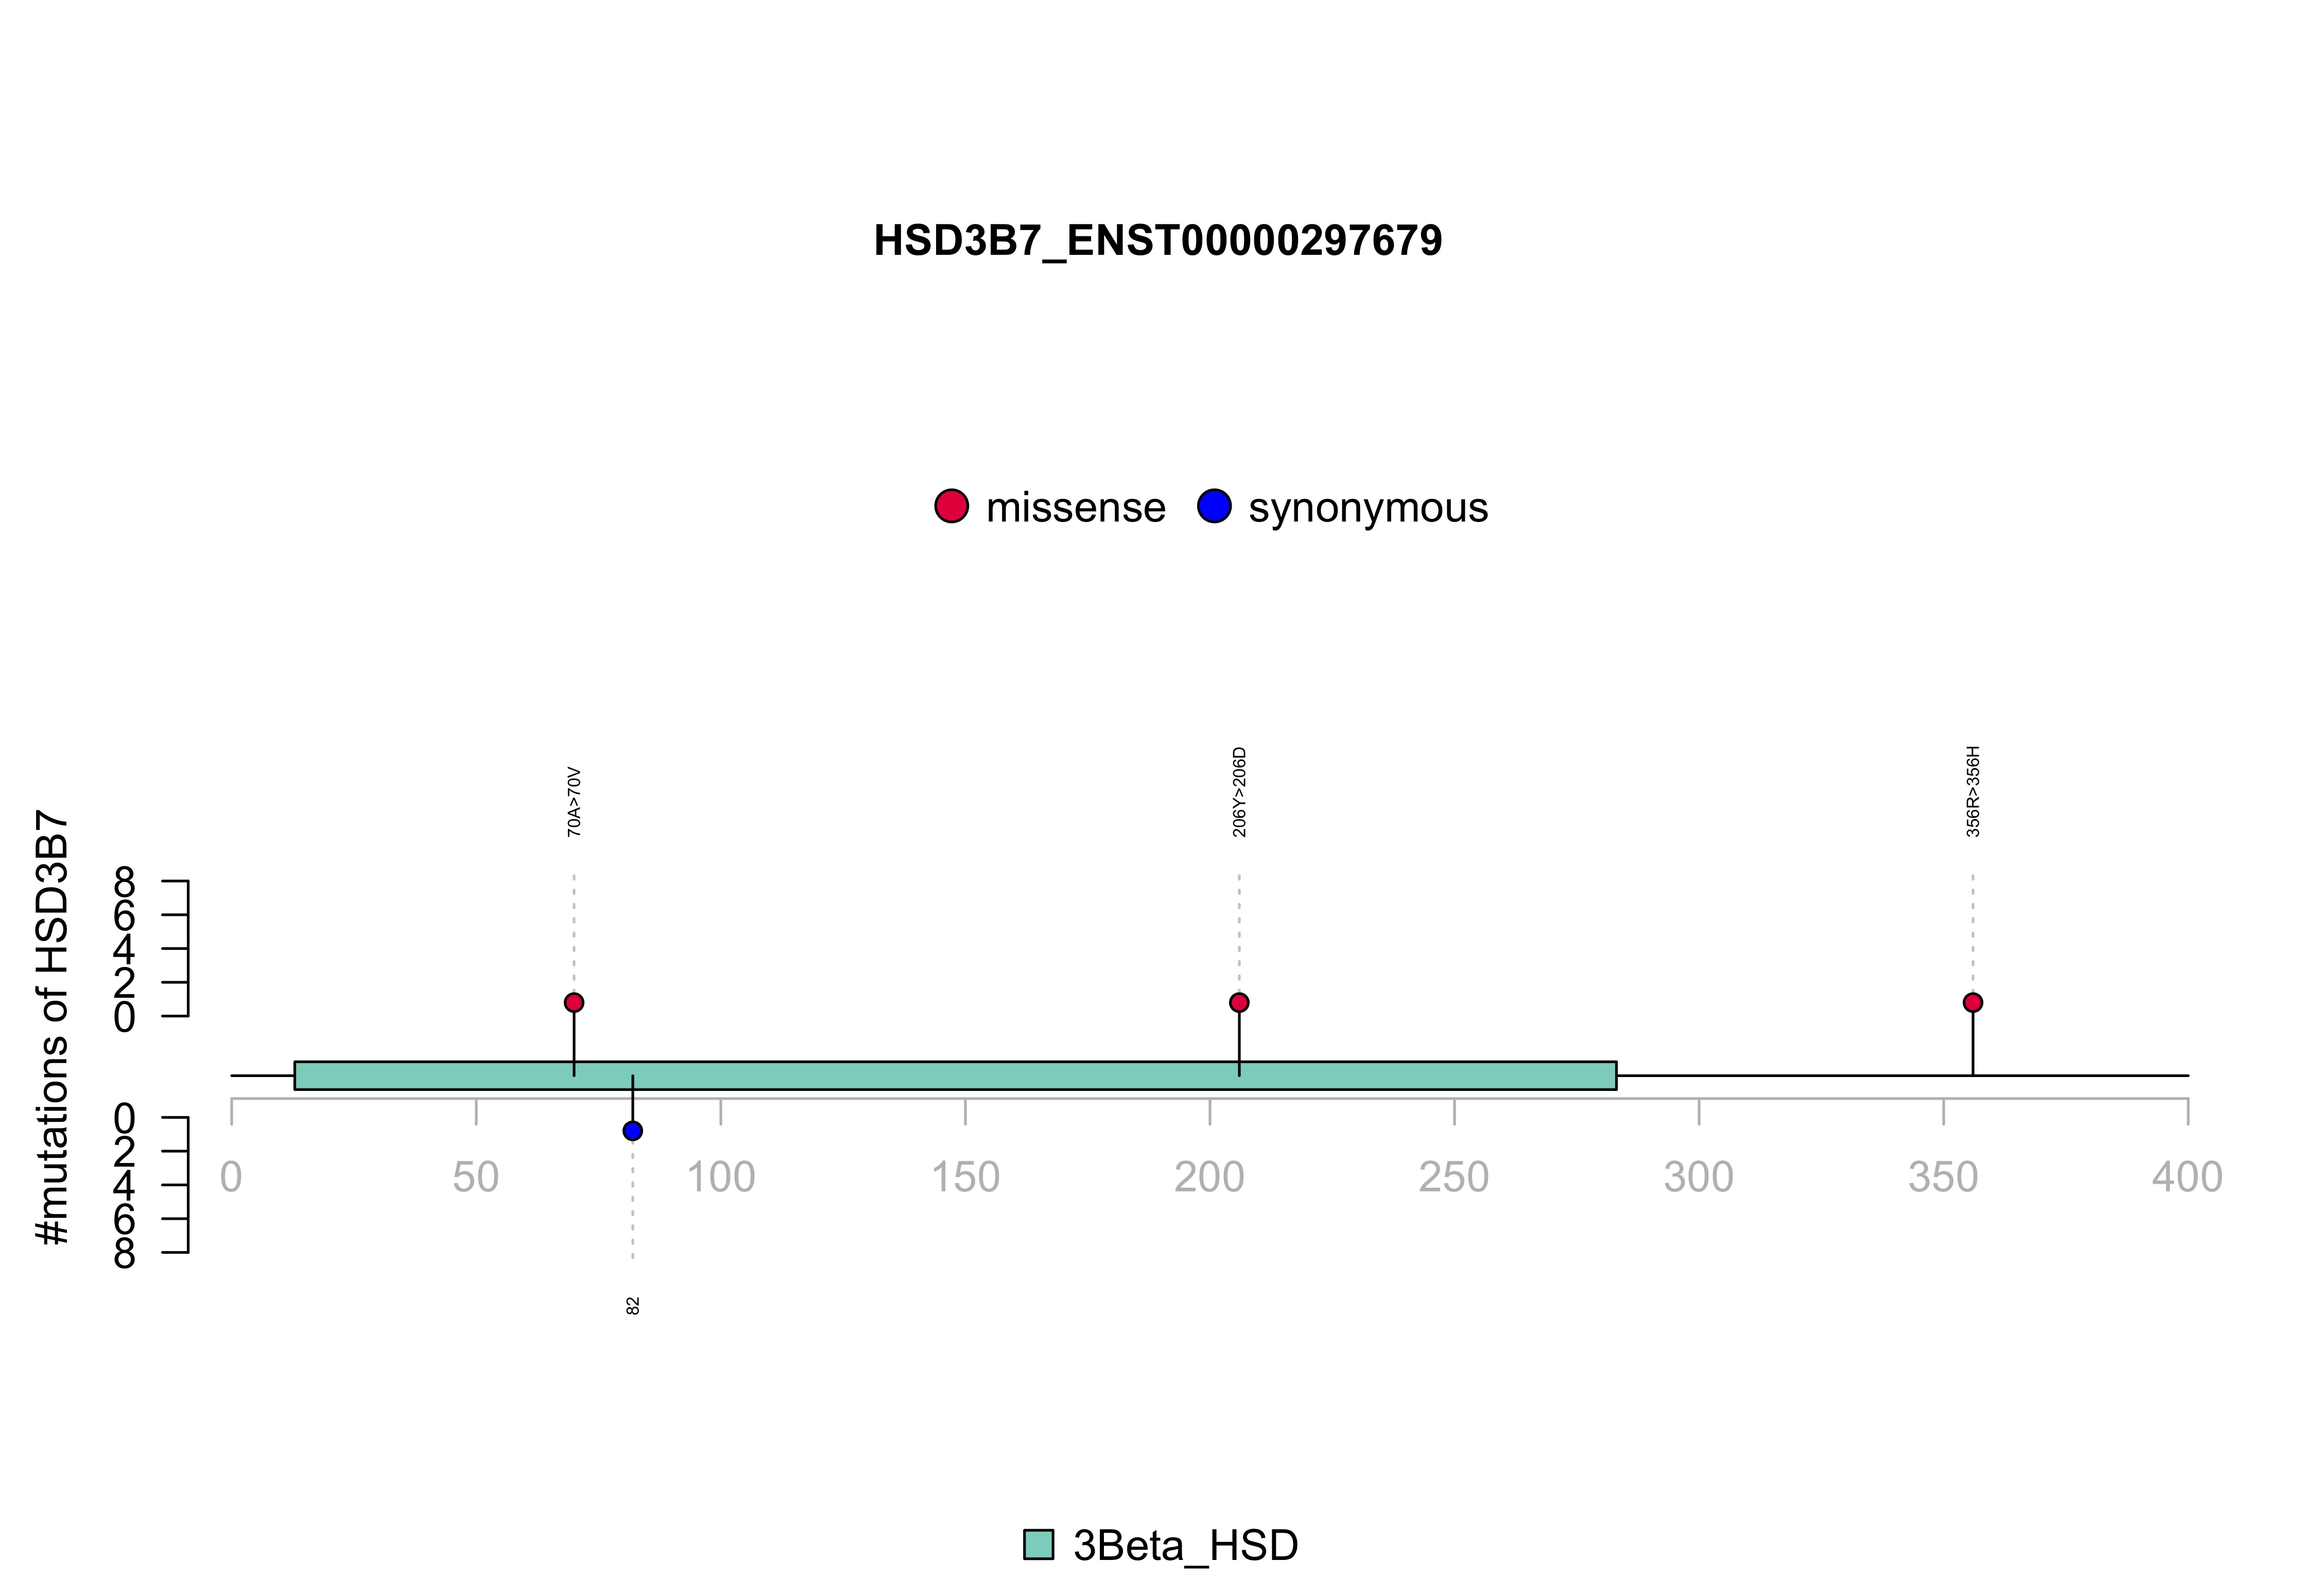 HSD3B7_ENST00000297679
missense synonymous
70A>70V 206Y>206D 356R>356H
#mutations of HSD3B7
8
6
4
2
0
0
2
4
6
8
0 50 100 150 200 250 300 350 400
82
3Beta_HSD